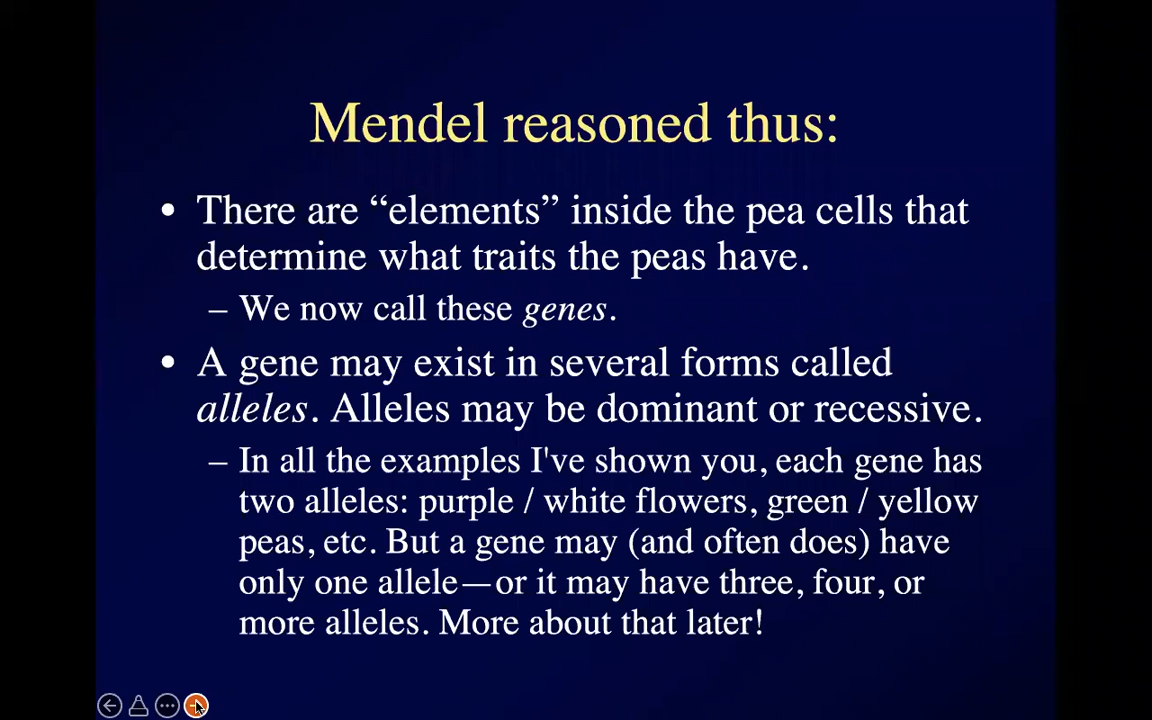 Mendel reasoned thus:
• There are “elements” inside the pea cells that
determine what traits the peas have.
– We now call these genes.
• A gene may exist in several forms called
alleles. Alleles may be dominant or recessive.
– In all the examples I've shown you, each gene has
two alleles: purple / white flowers, green / yellow
peas, etc. But a gene may (and often does) have
only one allele—or it may have three, four, or
more alleles. More about that later!